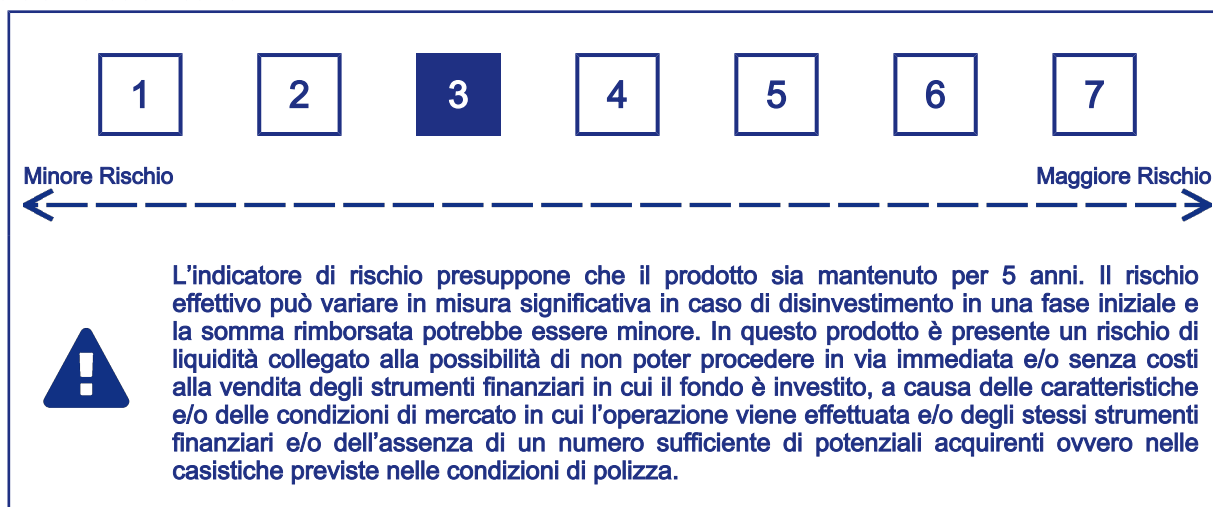 1 2 3 4 5 6 7
Minore Rischio Maggiore Rischio
L'indicatore di rischio presuppone che il prodotto sia mantenuto per 5 anni. Il rischio
effettivo può variare in misura significativa in caso di disinvestimento in una fase iniziale e
la somma rimborsata potrebbe essere minore. In questo prodotto è presente un rischio di
liquidità collegato alla possibilità di non poter procedere in via immediata e/o senza costi
alla vendita degli strumenti finanziari in cui il fondo è investito, a causa delle caratteristiche
e/o delle condizioni di mercato in cui l'operazione viene effettuata e/o degli stessi strumenti
finanziari e/o dell'assenza di un numero sufficiente di potenziali acquirenti ovvero nelle
casistiche previste nelle condizioni di polizza.